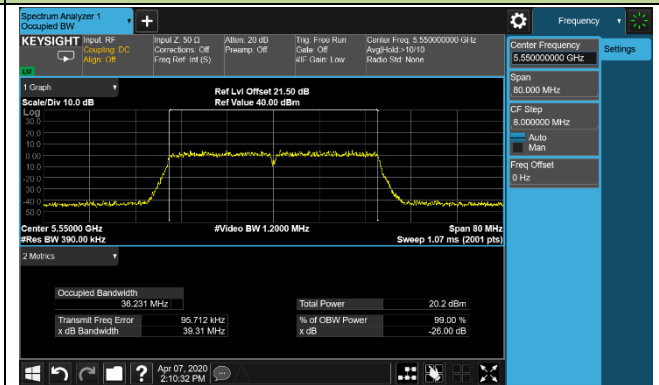 Spectrum Analyzer 1
Occupied BW
+
Frequency
KEYSIGHT
Input: RF
Coupling: DC
Align: Off
Input Z: 50 Ω
Corrections: Off
Freq Ref: Int (S)
Atten: 20 dB
Preamp: Off
Trig: Free Run
Gate: Off
#IF Gain: Low
Center Freq: 5.550000000 GHz
Avg|Hold:>10/10
Radio Std: None
Center Frequency
5.550000000 GHz
Settings
Span
80.000 MHz
CF Step
8.000000 MHz
Auto
Man
Freq Offset
0 Hz
1 Graph
Scale/Div 10.0 dB
Ref Lvl Offset 21.50 dB
Ref Value 40.00 dBm
Log
30.0
20.0
10.0
0.00
-10.0
-20.0
-30.0
-40.0
-50.0
Center 5.55000 GHz
#Video BW 1.2000 MHz
Span 80 MHz
#Res BW 390.00 kHz
Sweep 1.07 ms (2001 pts)
2 Metrics
Occupied Bandwidth
36.231 MHz
Total Power 20.2 dBm
Transmit Freq Error 95.712 kHz
% of OBW Power 99.00 %
x dB Bandwidth 39.31 MHz
x dB -26.00 dB
?
Apr 07, 2020
2:10:32 PM